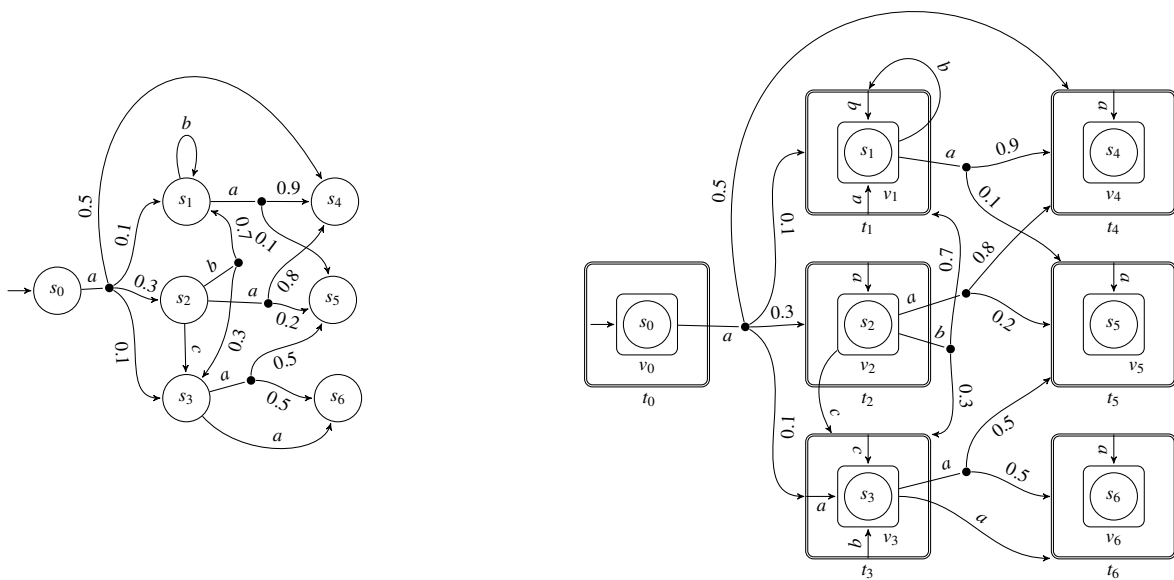 b
s1 a 0.9 s4
0.5
0.1
0.7
0.1
s0 a 0.3 s2 b
a 0.8
0.2 s5
c
0.3
0.1
s3 a 0.5
0.5 s6
a
b
0.5
b
a
s1 a 0.9 s4
v1 v4
a
0.1
0.1
t1 t4
0.7
0.8
a a
s0 a 0.3 s2 a 0.2 s5
b
v0 v2 v5
t0 t2 t5
c
0.3
0.1
0.5
c a
a s3 a 0.5 s6
a
v3 v6
b
t3 t6